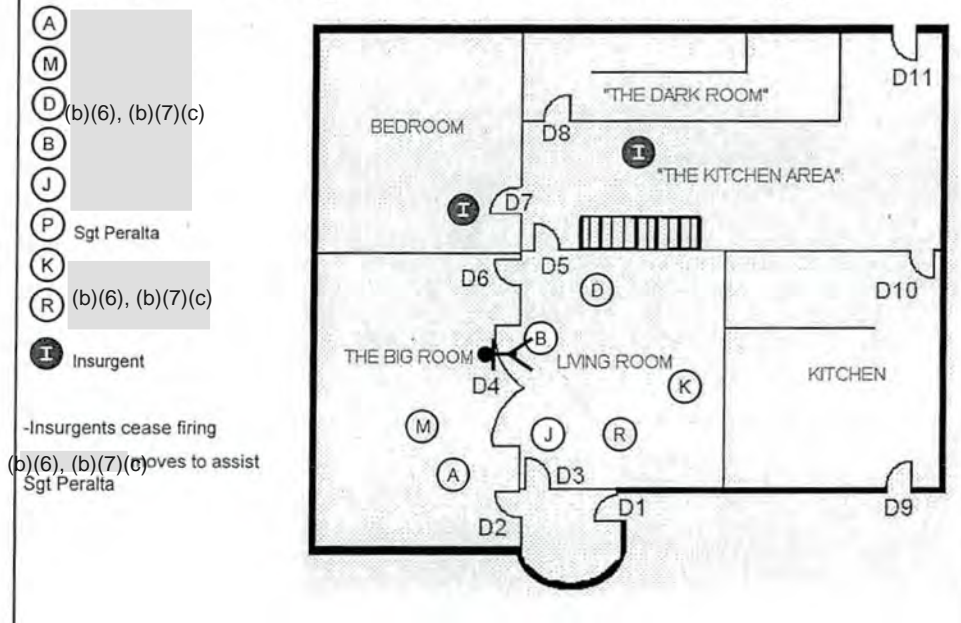 A
M
D
(b)(6), (b)(7)(c)
B
J
P Sgt Peralta
K
R
(b)(6), (b)(7)(c)
I Insurgent
-Insurgents cease firing
(b)(6), (b)(7)(c) moves to assist
Sgt Peralta
D11
"THE DARK ROOM"
BEDROOM
D8
I
"THE KITCHEN AREA"
D7
I
D5
D6
D
D10
B
THE BIG ROOM
LIVING ROOM
KITCHEN
D4
K
M
J
R
A
D3
D2
D1
D9